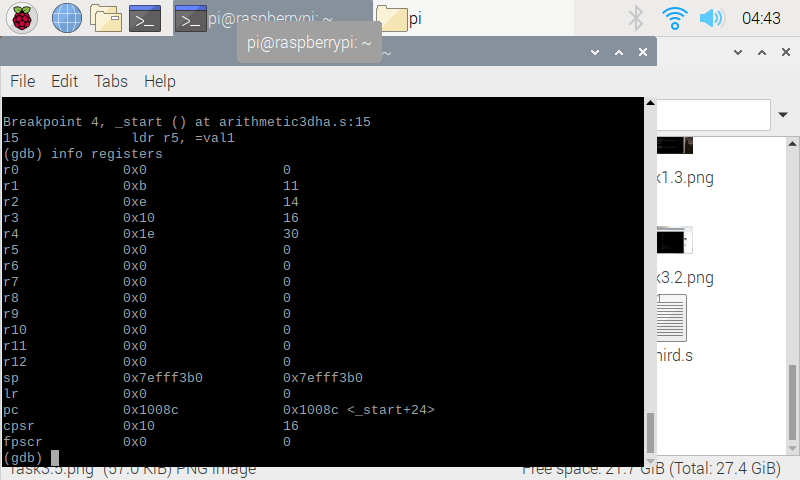 pi@raspberrypi: ~
pi
04:43
pi@raspberrypi: ~
~
File Edit Tabs Help
Breakpoint 4, _start () at arithmetic3dha.s:15
15 ldr r5, =val1
(gdb) info registers
r0 0x0 0
r1 0xb 11
r2 0xe 14
r3 0x10 16
r4 0x1e 30
r5 0x0 0
r6 0x0 0
r7 0x0 0
r8 0x0 0
r9 0x0 0
r10 0x0 0
r11 0x0 0
r12 0x0 0
sp 0x7efff3b0 0x7efff3b0
lr 0x0 0
pc 0x1008c 0x1008c <_start+24>
cpsr 0x10 16
fpscr 0x0 0
(gdb)
x1.3.png
x3.2.png
hird.s
Task3.5.png (57.0 KiB) PNG image
Free space: 21.7 GiB (Total: 27.4 GiB)